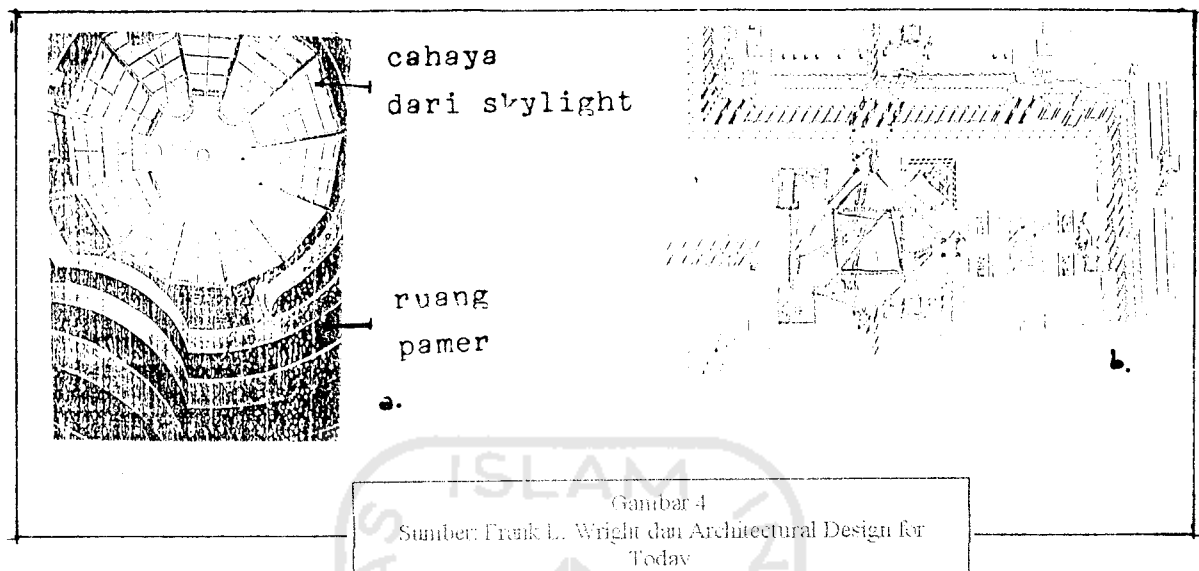 cahaya
dari skylight
ruang
pamer
a.
b.
Gambar 4
Sumber: Frank L. Wright dan Architectural Design for
Today
ISLAM